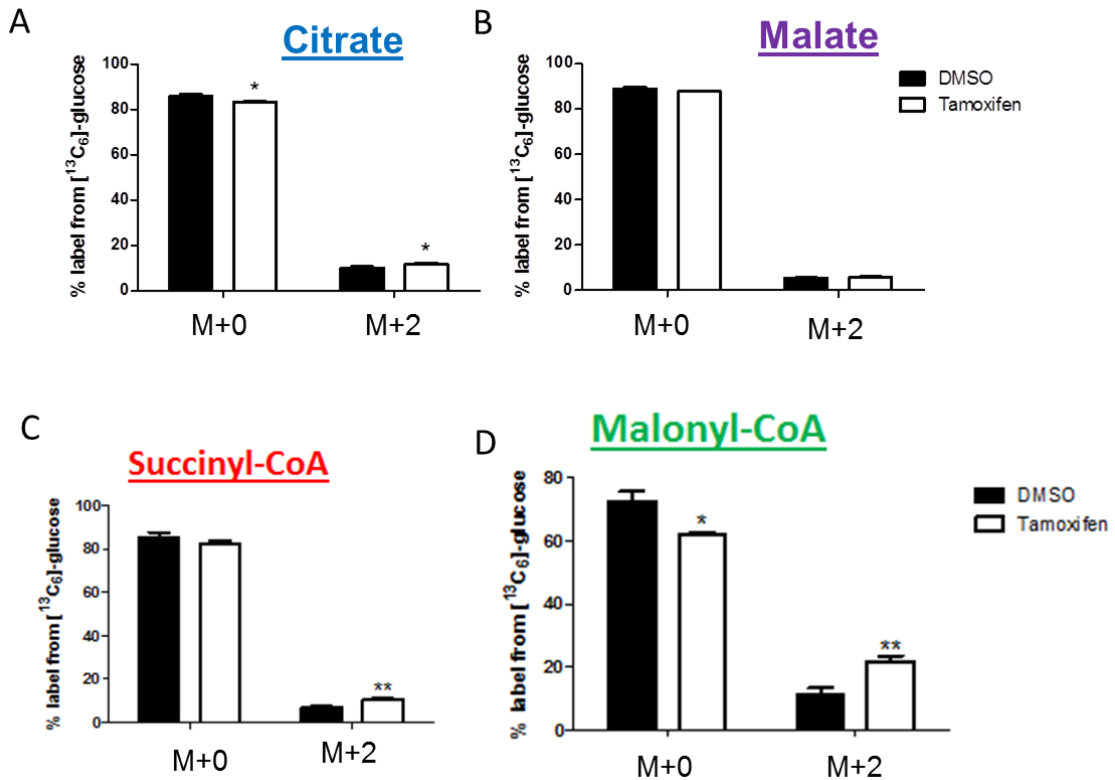 A
Citrate
% label from [¹³C₆]-glucose
100
80
60
40
20
0
*
*
M+0 M+2
B
Malate
% label from [¹³C₆]-glucose
100
80
60
40
20
0
M+0 M+2
DMSO
Tamoxifen
C
Succinyl-CoA
% label from [¹³C₆]-glucose
100
80
60
40
20
0
**
M+0 M+2
D
Malonyl-CoA
% label from [¹³C₆]-glucose
80
60
40
20
0
*
**
M+0 M+2
DMSO
Tamoxifen